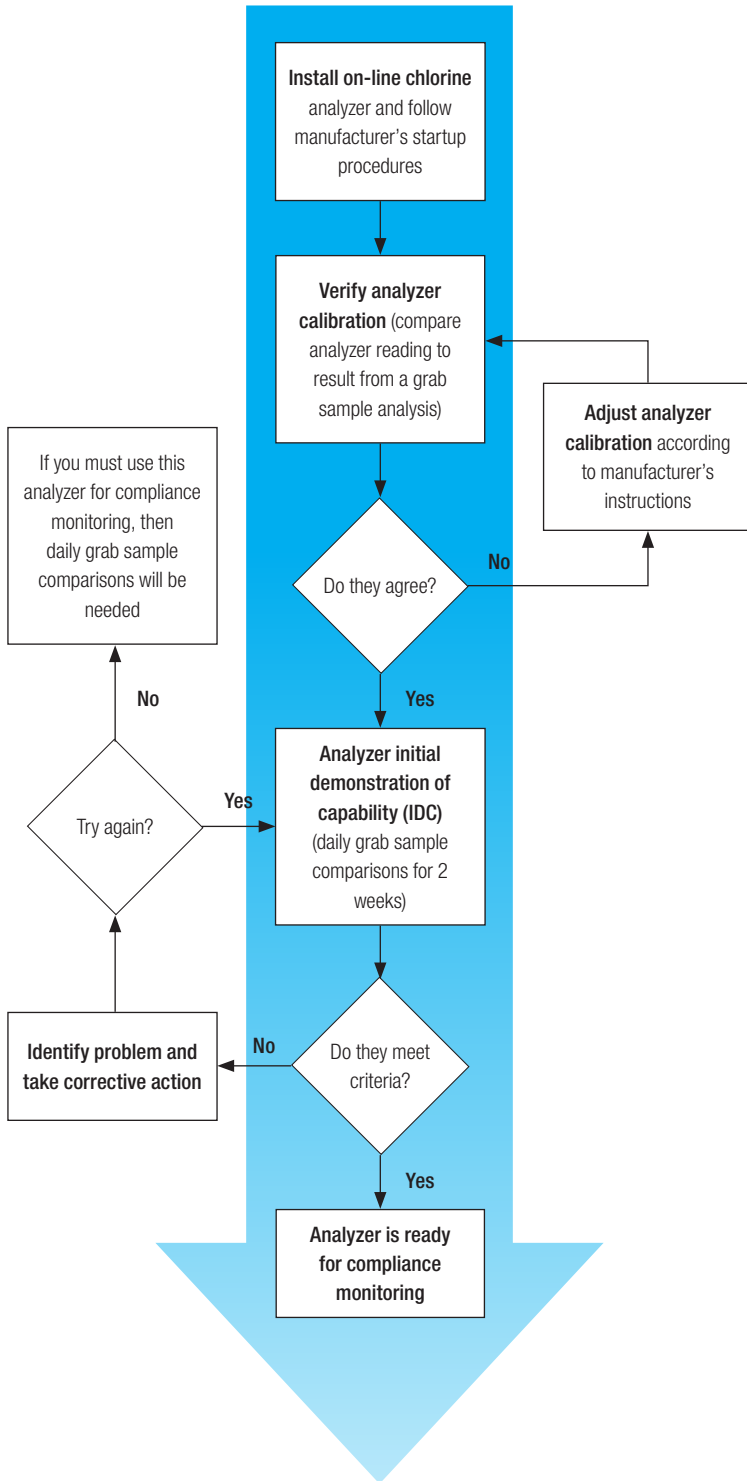 Install on-line chlorine
analyzer and follow
manufacturer's startup
procedures
Verify analyzer
calibration (compare
analyzer reading to
result from a grab
sample analysis)
Adjust analyzer
calibration according
to manufacturer's
instructions
Do they agree?
No
Yes
If you must use this
analyzer for compliance
monitoring, then
daily grab sample
comparisons will be
needed
No
Try again?
Yes
Analyzer initial
demonstration of
capability (IDC)
(daily grab sample
comparisons for 2
weeks)
Identify problem and
take corrective action
No
Do they meet
criteria?
Yes
Analyzer is ready
for compliance
monitoring